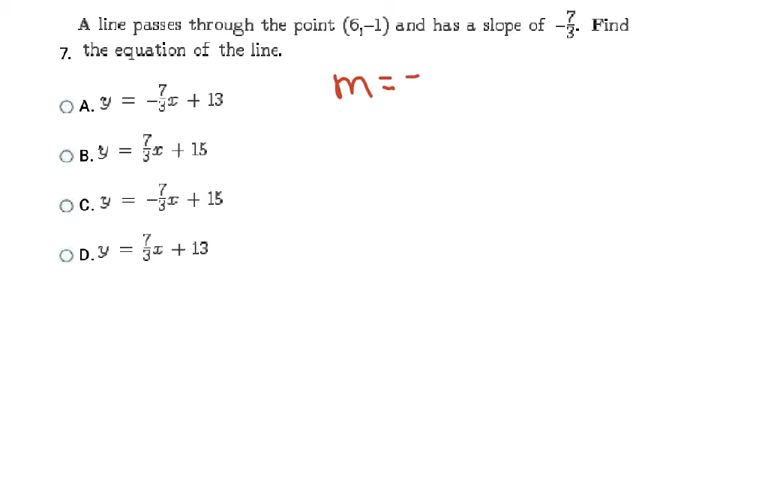 A line passes through the point (6,−1) and has a slope of −7/3. Find
7. the equation of the line.
m = -
A. y = −7/3x + 13
B. y = 7/3x + 15
C. y = −7/3x + 15
D. y = 7/3x + 13